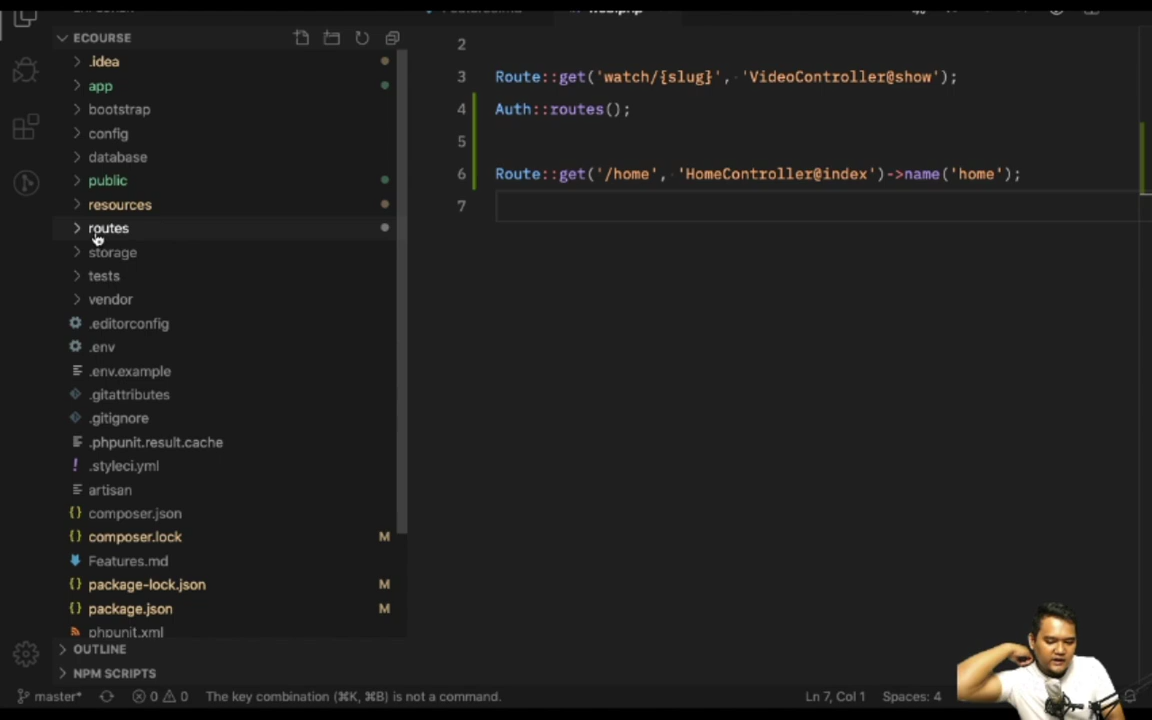 ECOURSE
.idea
app
bootstrap
config
database
public
resources
routes
storage
tests
vendor
.editorconfig
.env
.env.example
.gitattributes
.gitignore
.phpunit.result.cache
.styleci.yml
artisan
composer.json
composer.lock M
Features.md
package-lock.json M
package.json M
phpunit.xml
OUTLINE
NPM SCRIPTS
2
3 Route::get('watch/{slug}', 'VideoController@show');
4 Auth::routes();
5
6 Route::get('/home', 'HomeController@index')->name('home');
7
master* 0 0 The key combination (⌘K, ⌘B) is not a command. Ln 7, Col 1 Spaces: 4